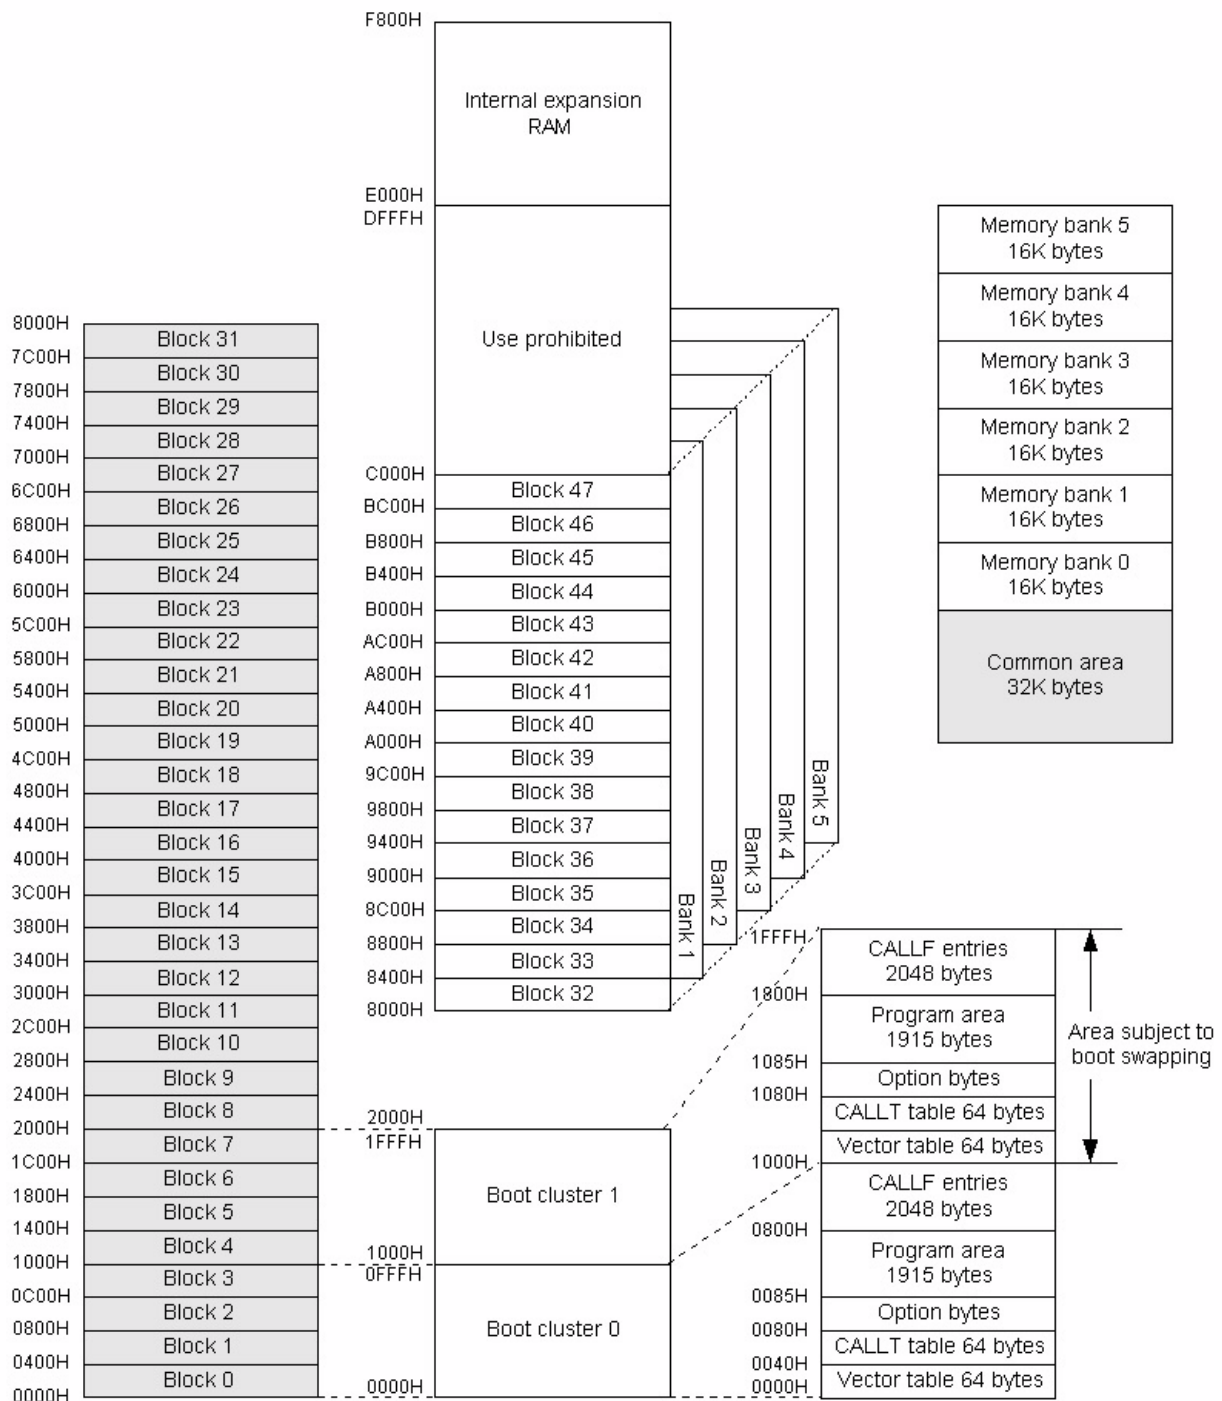 F800H
Internal expansion
RAM
E000H
DFFFH
Use prohibited
C000H
Block 47
BC00H
Block 46
B800H
Block 45
B400H
Block 44
B000H
Block 43
AC00H
Block 42
A800H
Block 41
A400H
Block 40
A000H
Block 39
9C00H
Block 38
9800H
Block 37
9400H
Block 36
9000H
Block 35
8C00H
Block 34
8800H
Block 33
8400H
Block 32
8000H
Bank 1
Bank 2
Bank 3
Bank 4
Bank 5
Memory bank 5
16K bytes
Memory bank 4
16K bytes
Memory bank 3
16K bytes
Memory bank 2
16K bytes
Memory bank 1
16K bytes
Memory bank 0
16K bytes
Common area
32K bytes
8000H
Block 31
7C00H
Block 30
7800H
Block 29
7400H
Block 28
7000H
Block 27
6C00H
Block 26
6800H
Block 25
6400H
Block 24
6000H
Block 23
5C00H
Block 22
5800H
Block 21
5400H
Block 20
5000H
Block 19
4C00H
Block 18
4800H
Block 17
4400H
Block 16
4000H
Block 15
3C00H
Block 14
3800H
Block 13
3400H
Block 12
3000H
Block 11
2C00H
Block 10
2800H
Block 9
2400H
Block 8
2000H
Block 7
1C00H
Block 6
1800H
Block 5
1400H
Block 4
1000H
Block 3
0C00H
Block 2
0800H
Block 1
0400H
Block 0
0000H
2000H
1FFFH
Boot cluster 1
1000H
0FFFH
Boot cluster 0
0000H
1FFFH
CALLF entries
2048 bytes
1800H
Program area
1915 bytes
1085H
Option bytes
1080H
CALLT table 64 bytes
Vector table 64 bytes
1000H
Area subject to
boot swapping
CALLF entries
2048 bytes
0800H
Program area
1915 bytes
0085H
Option bytes
0080H
CALLT table 64 bytes
0040H
Vector table 64 bytes
0000H